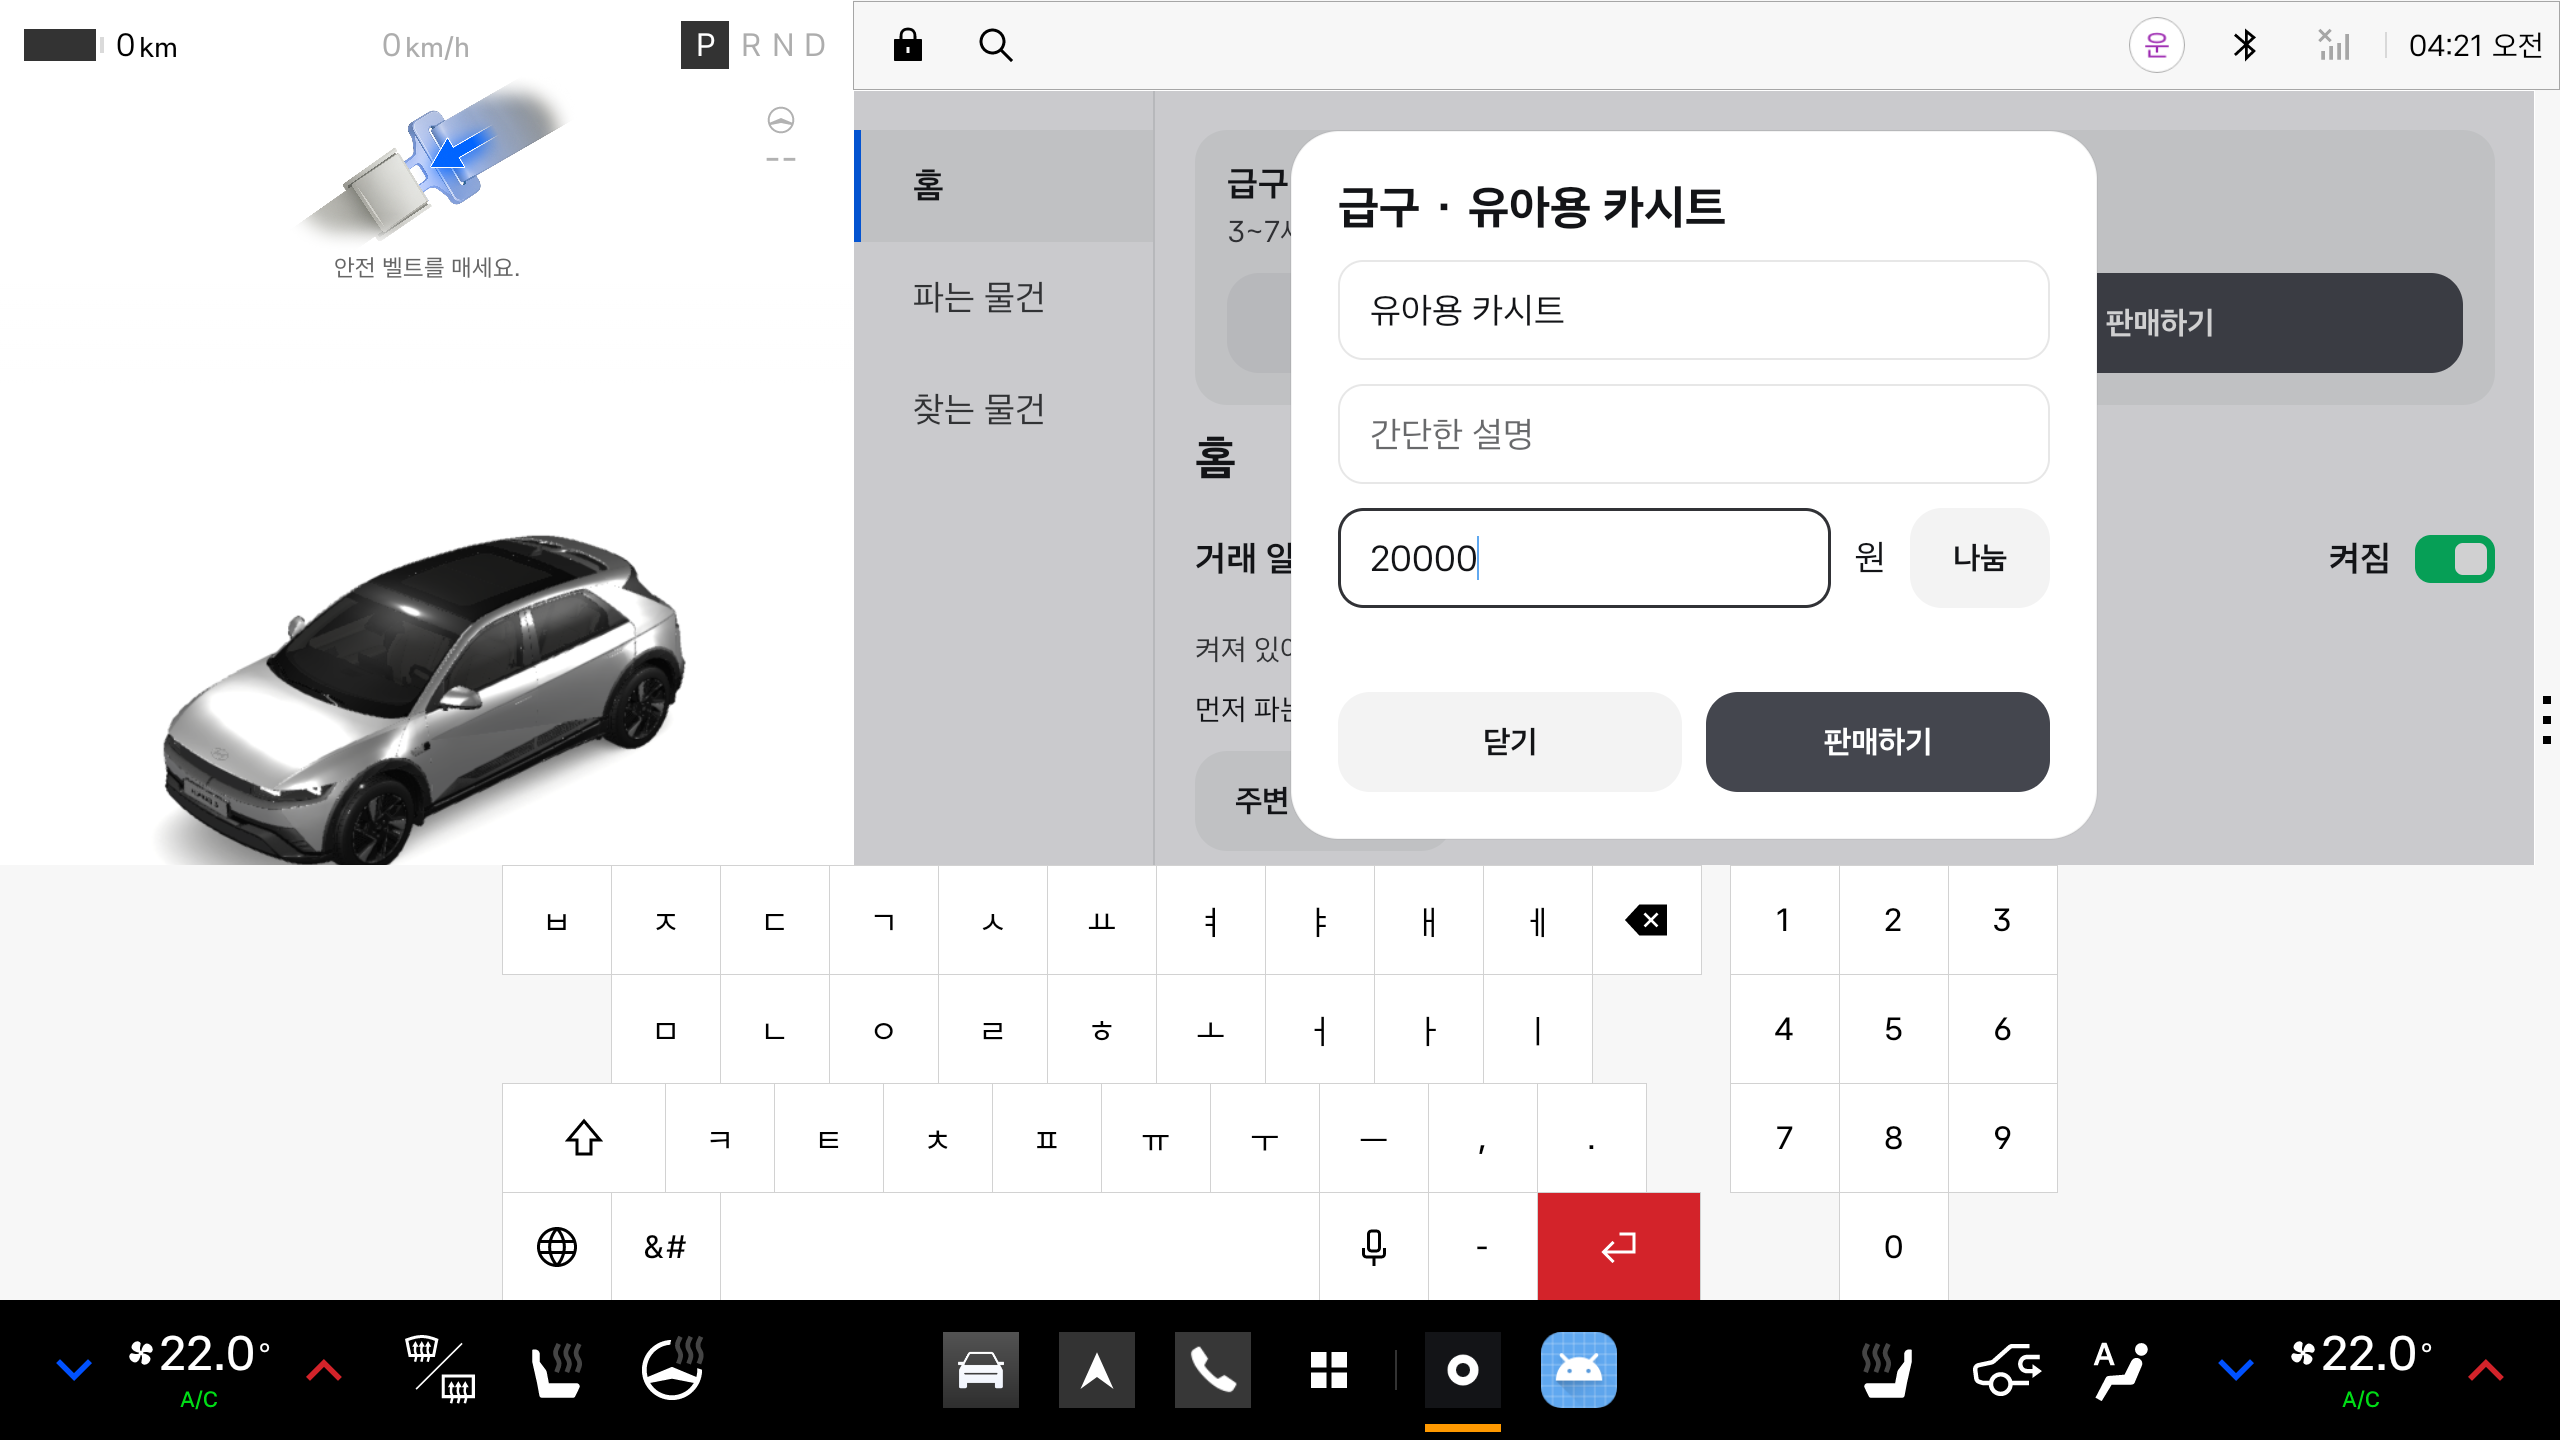 0 km
0 km/h
P R N D
운
04:21 오전
--
안전 벨트를 매세요.
홈
파는 물건
찾는 물건
급구
3~7
판매하기
홈
거래
켜짐
켜져
먼저
주변
급구 · 유아용 카시트
유아용 카시트
간단한 설명
20000
원
나눔
닫기
판매하기
ㅂ ㅈ ㄷ ㄱ ㅅ ㅛ ㅕ ㅑ ㅐ ㅔ 1 2 3
ㅁ ㄴ ㅇ ㄹ ㅎ ㅗ ㅓ ㅏ ㅣ 4 5 6
ㅋ ㅌ ㅊ ㅍ ㅠ ㅜ ㅡ , . 7 8 9
&# - 0
22.0°
A/C
A
22.0°
A/C